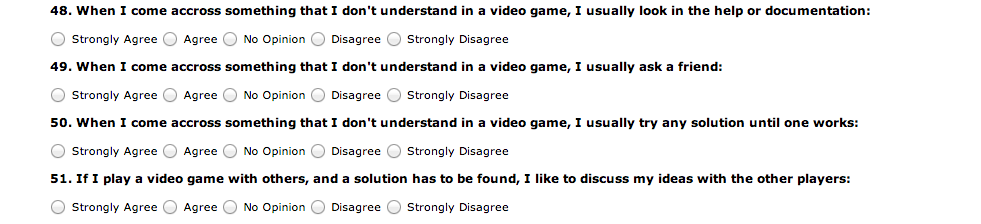 48. When I come accross something that I don't understand in a video game, I usually look in the help or documentation:
Strongly Agree Agree No Opinion Disagree Strongly Disagree
49. When I come accross something that I don't understand in a video game, I usually ask a friend:
Strongly Agree Agree No Opinion Disagree Strongly Disagree
50. When I come accross something that I don't understand in a video game, I usually try any solution until one works:
Strongly Agree Agree No Opinion Disagree Strongly Disagree
51. If I play a video game with others, and a solution has to be found, I like to discuss my ideas with the other players:
Strongly Agree Agree No Opinion Disagree Strongly Disagree